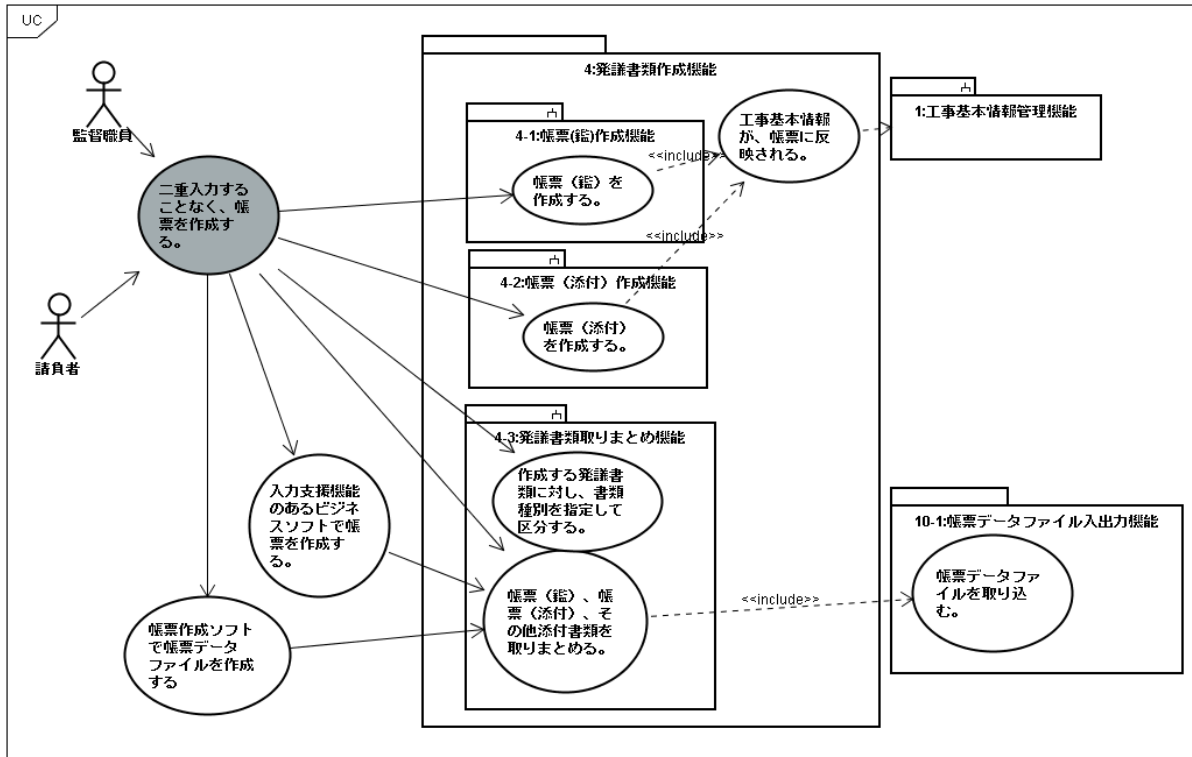 UC
監督職員
請負者
二重入力する
ことなく、帳
票を作成す
る。
4:発議書類作成機能
4-1:帳票(鑑)作成機能
帳票（鑑）を
作成する。
<<include>>
工事基本情報
が、帳票に反
映される。
1:工事基本情報管理機能
<<include>>
4-2:帳票（添付）作成機能
帳票（添付）
を作成する。
4-3:発議書類取りまとめ機能
作成する発議書
類に対し、書類
種別を指定して
区分する。
入力支援機能
のあるビジネ
スソフトで帳
票を作成す
る。
帳票（鑑）、帳
票（添付）、そ
の他添付書類を
取りまとめる。
<<include>>
10-1:帳票データファイル入出力機能
帳票データファ
イルを取り込
む。
帳票作成ソフト
で帳票データ
ファイルを作成
する